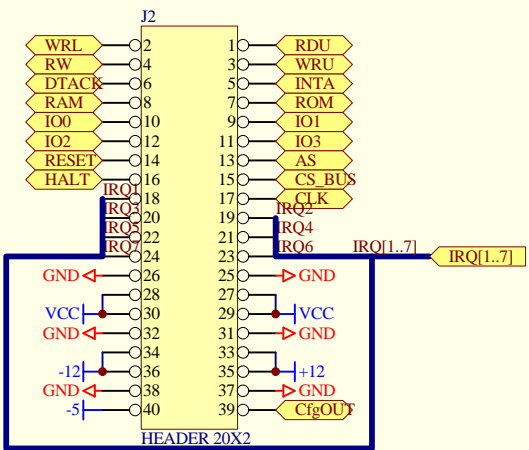 J2
WRL 2 1 RDU
RW 4 3 WRU
DTACK 6 5 INTA
RAM 8 7 ROM
IO0 10 9 IO1
IO2 12 11 IO3
RESET 14 13 AS
HALT 16 15 CS_BUS
IRQ1 18 17 CLK
IRQ3 20 19 IRQ2
IRQ5 22 21 IRQ4
IRQ7 24 23 IRQ6 IRQ[1..7] IRQ[1..7]
GND 26 25 GND
28 27
VCC 30 29 VCC
GND 32 31 GND
34 33
-12 36 35 +12
GND 38 37 GND
-5 40 39 CfgOUT
HEADER 20X2